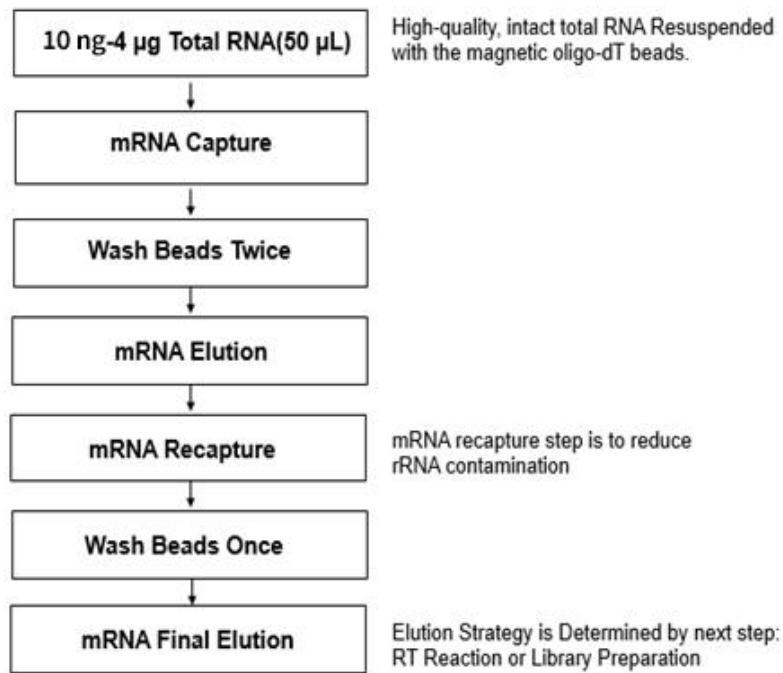 10 ng-4 µg Total RNA(50 µL)
High-quality, intact total RNA Resuspended
with the magnetic oligo-dT beads.
mRNA Capture
Wash Beads Twice
mRNA Elution
mRNA Recapture
mRNA recapture step is to reduce
rRNA contamination
Wash Beads Once
mRNA Final Elution
Elution Strategy is Determined by next step:
RT Reaction or Library Preparation